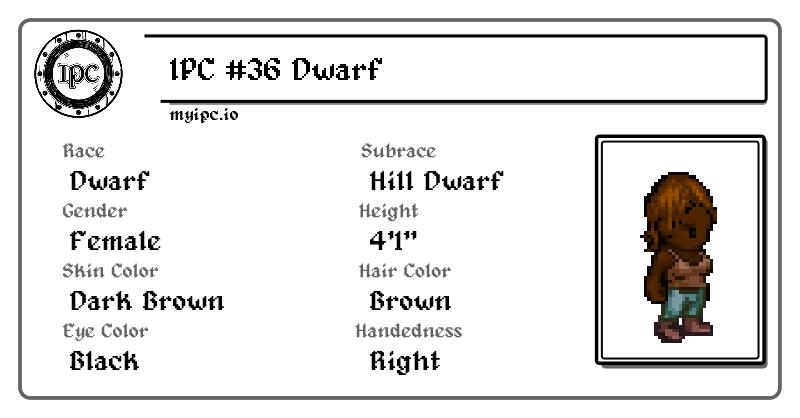 IPC
IPC #36 Dwarf
myipc.io
Race
Dwarf
Subrace
Hill Dwarf
Gender
Female
Height
4'1"
Skin Color
Dark Brown
Hair Color
Brown
Eye Color
Black
Handedness
Right